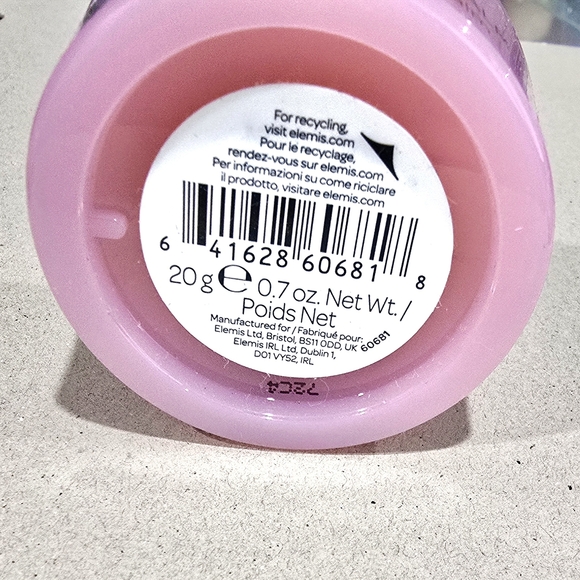 For recycling,
visit elemis.com
Pour le recyclage,
rendez-vous sur elemis.com
Per informazioni su come riciclare
il prodotto, visitare elemis.com
6 41628 60681 8
20 g ℮ 0.7 oz. Net Wt. /
Poids Net
Manufactured for / Fabriqué pour:
Elemis Ltd, Bristol, BS11 0DD, UK 60681
Elemis IRL Ltd, Dublin 1,
D01 VY52, IRL
72C4